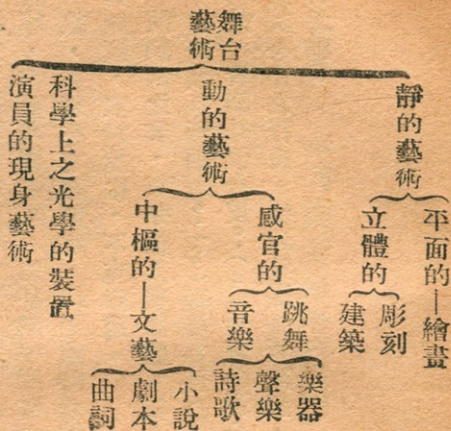 舞台
藝術
靜的藝術
平面的—繪畫
立體的
彫刻
建築
動的藝術
感官的
跳舞
音樂
樂器
聲樂
詩歌
中樞的—文藝
小說
劇本
曲詞
科學上之光學的裝置
演員的現身藝術